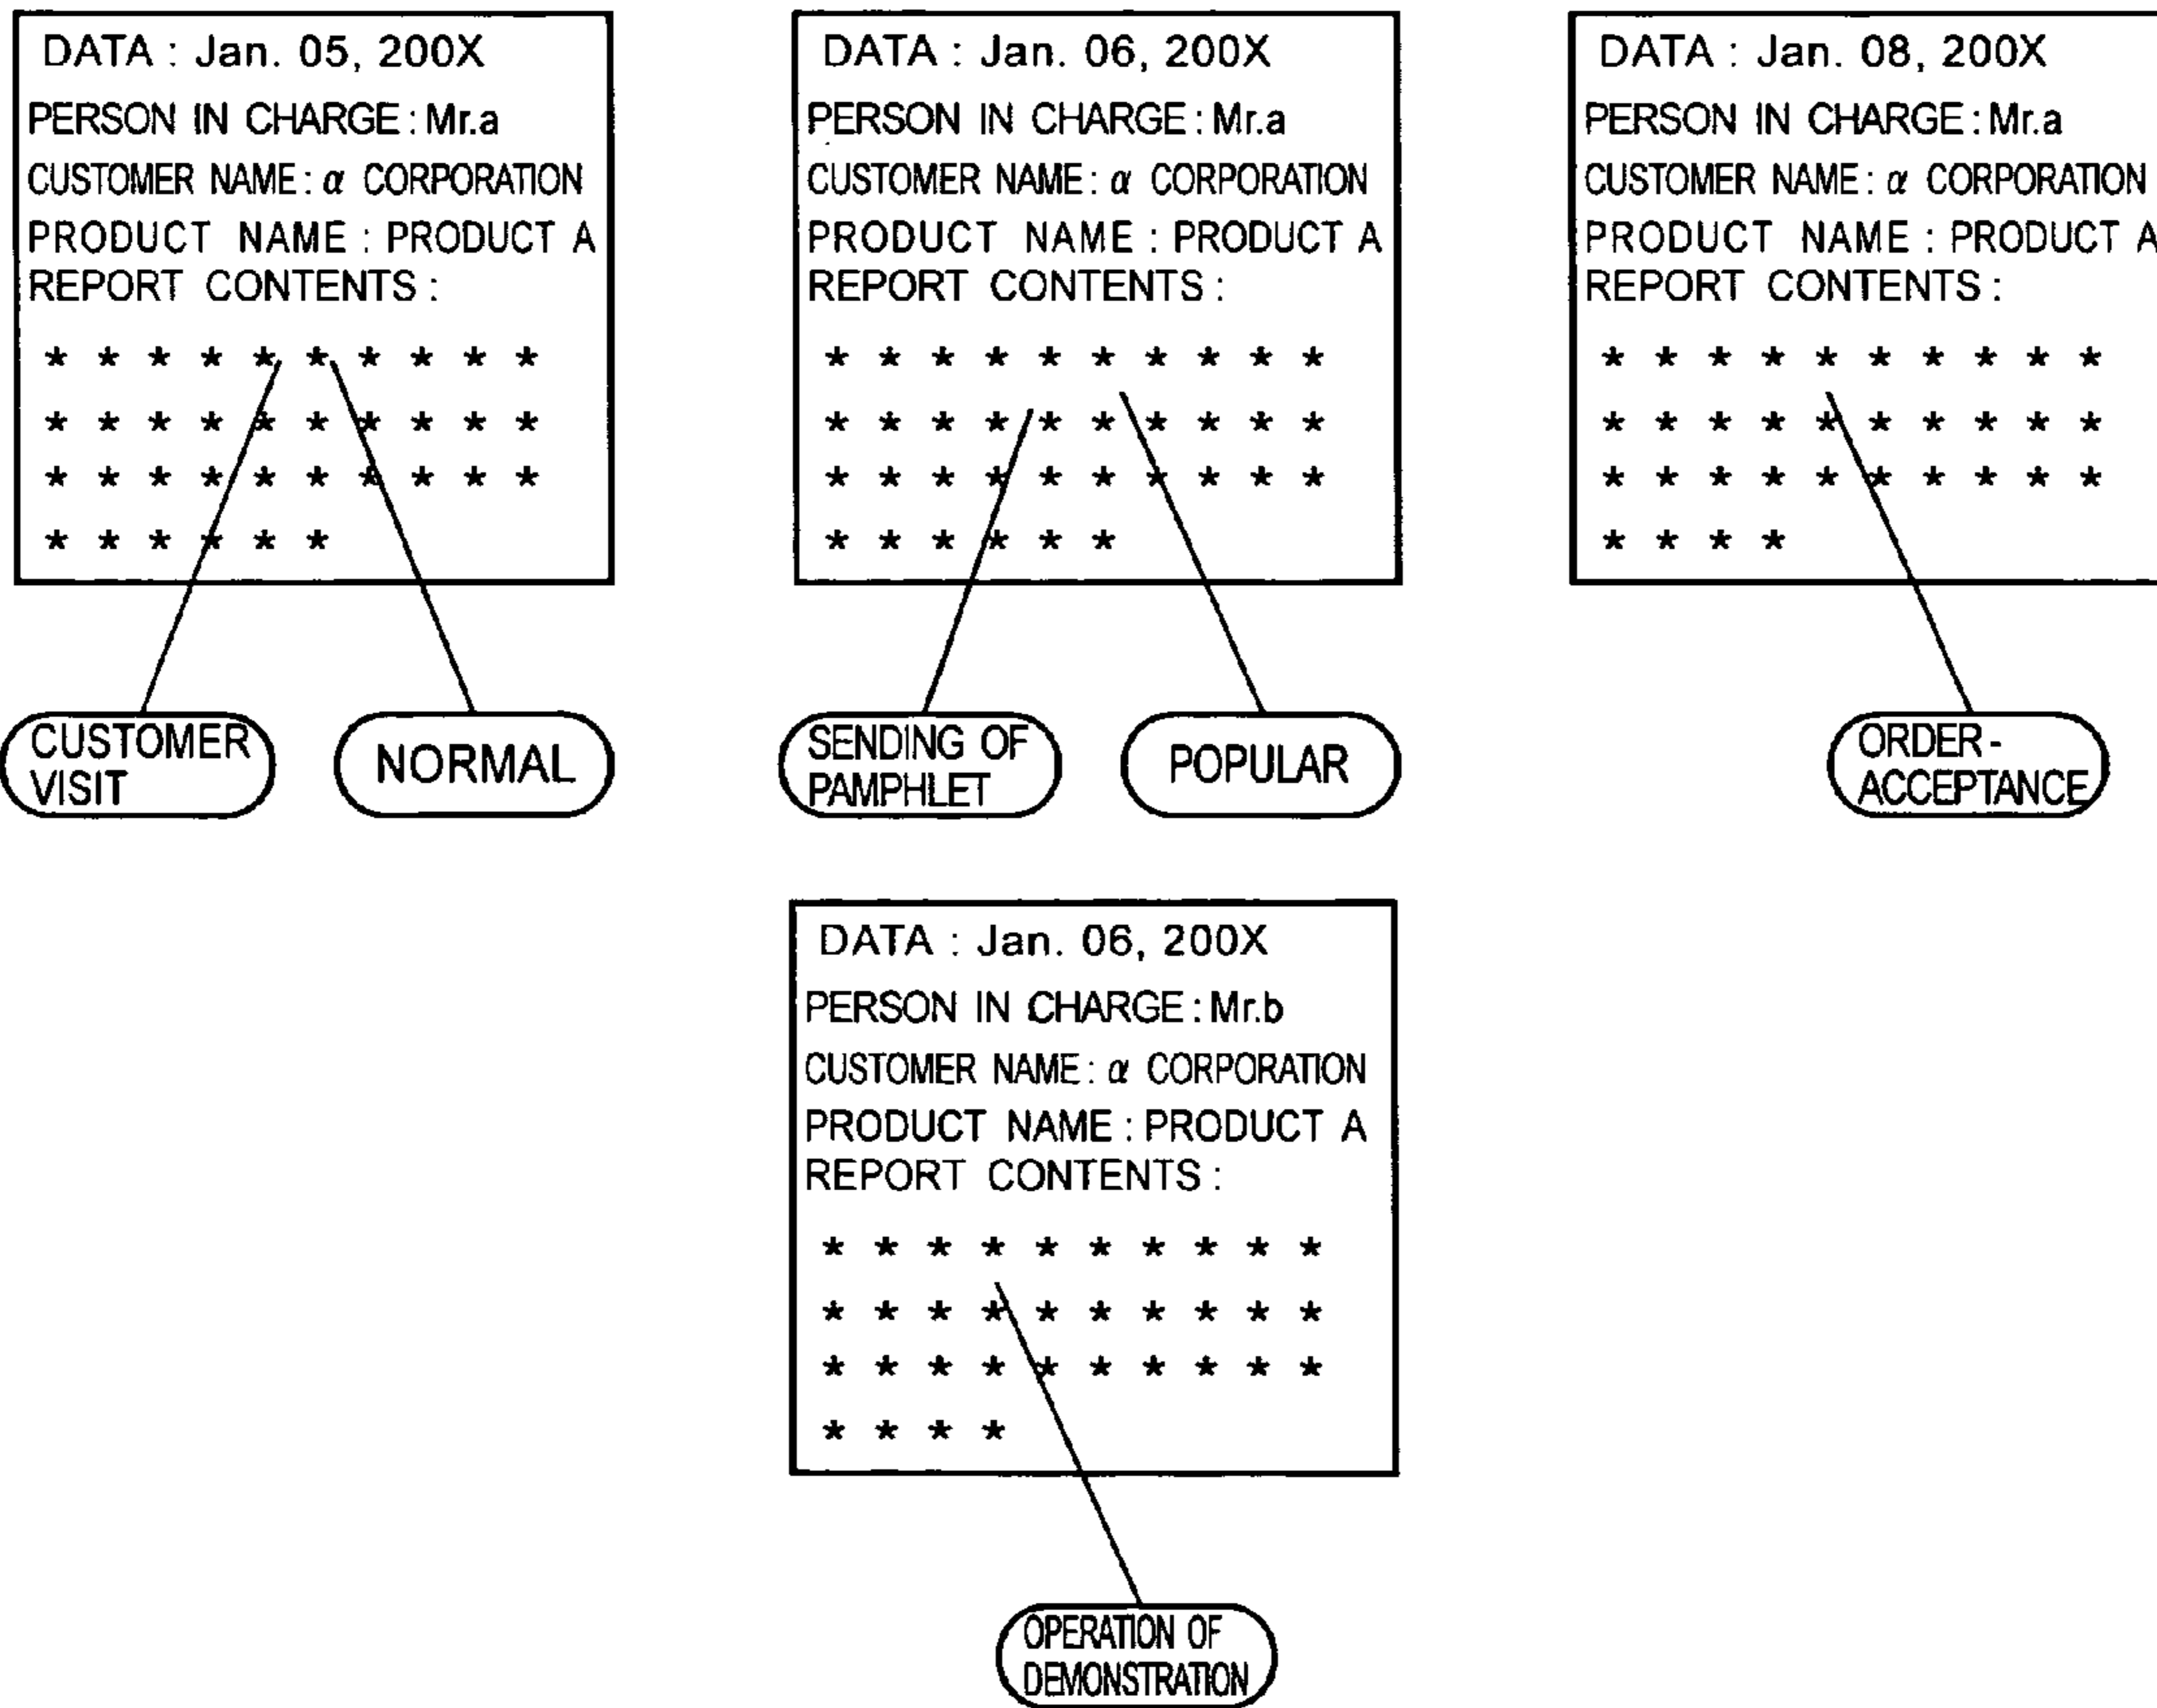 DATA : Jan. 05, 200X
PERSON IN CHARGE : Mr.a
CUSTOMER NAME : α CORPORATION
PRODUCT NAME : PRODUCT A
REPORT CONTENTS :
* * * * * * * * * *
* * * * * * * * * *
* * * * * * * * * *
* * * * * *
CUSTOMER
VISIT
NORMAL
DATA : Jan. 06, 200X
PERSON IN CHARGE : Mr.a
CUSTOMER NAME : α CORPORATION
PRODUCT NAME : PRODUCT A
REPORT CONTENTS :
* * * * * * * * * *
* * * * * * * * * *
* * * * * * * * * *
* * * * * *
SENDING OF
PAMPHLET
POPULAR
DATA : Jan. 08, 200X
PERSON IN CHARGE : Mr.a
CUSTOMER NAME : α CORPORATION
PRODUCT NAME : PRODUCT A
REPORT CONTENTS :
* * * * * * * * * *
* * * * * * * * * *
* * * * * * * * * *
* * * *
ORDER-
ACCEPTANCE
DATA : Jan. 06, 200X
PERSON IN CHARGE : Mr.b
CUSTOMER NAME : α CORPORATION
PRODUCT NAME : PRODUCT A
REPORT CONTENTS :
* * * * * * * * * *
* * * * * * * * * *
* * * * * * * * * *
* * * *
OPERATION OF
DEMONSTRATION